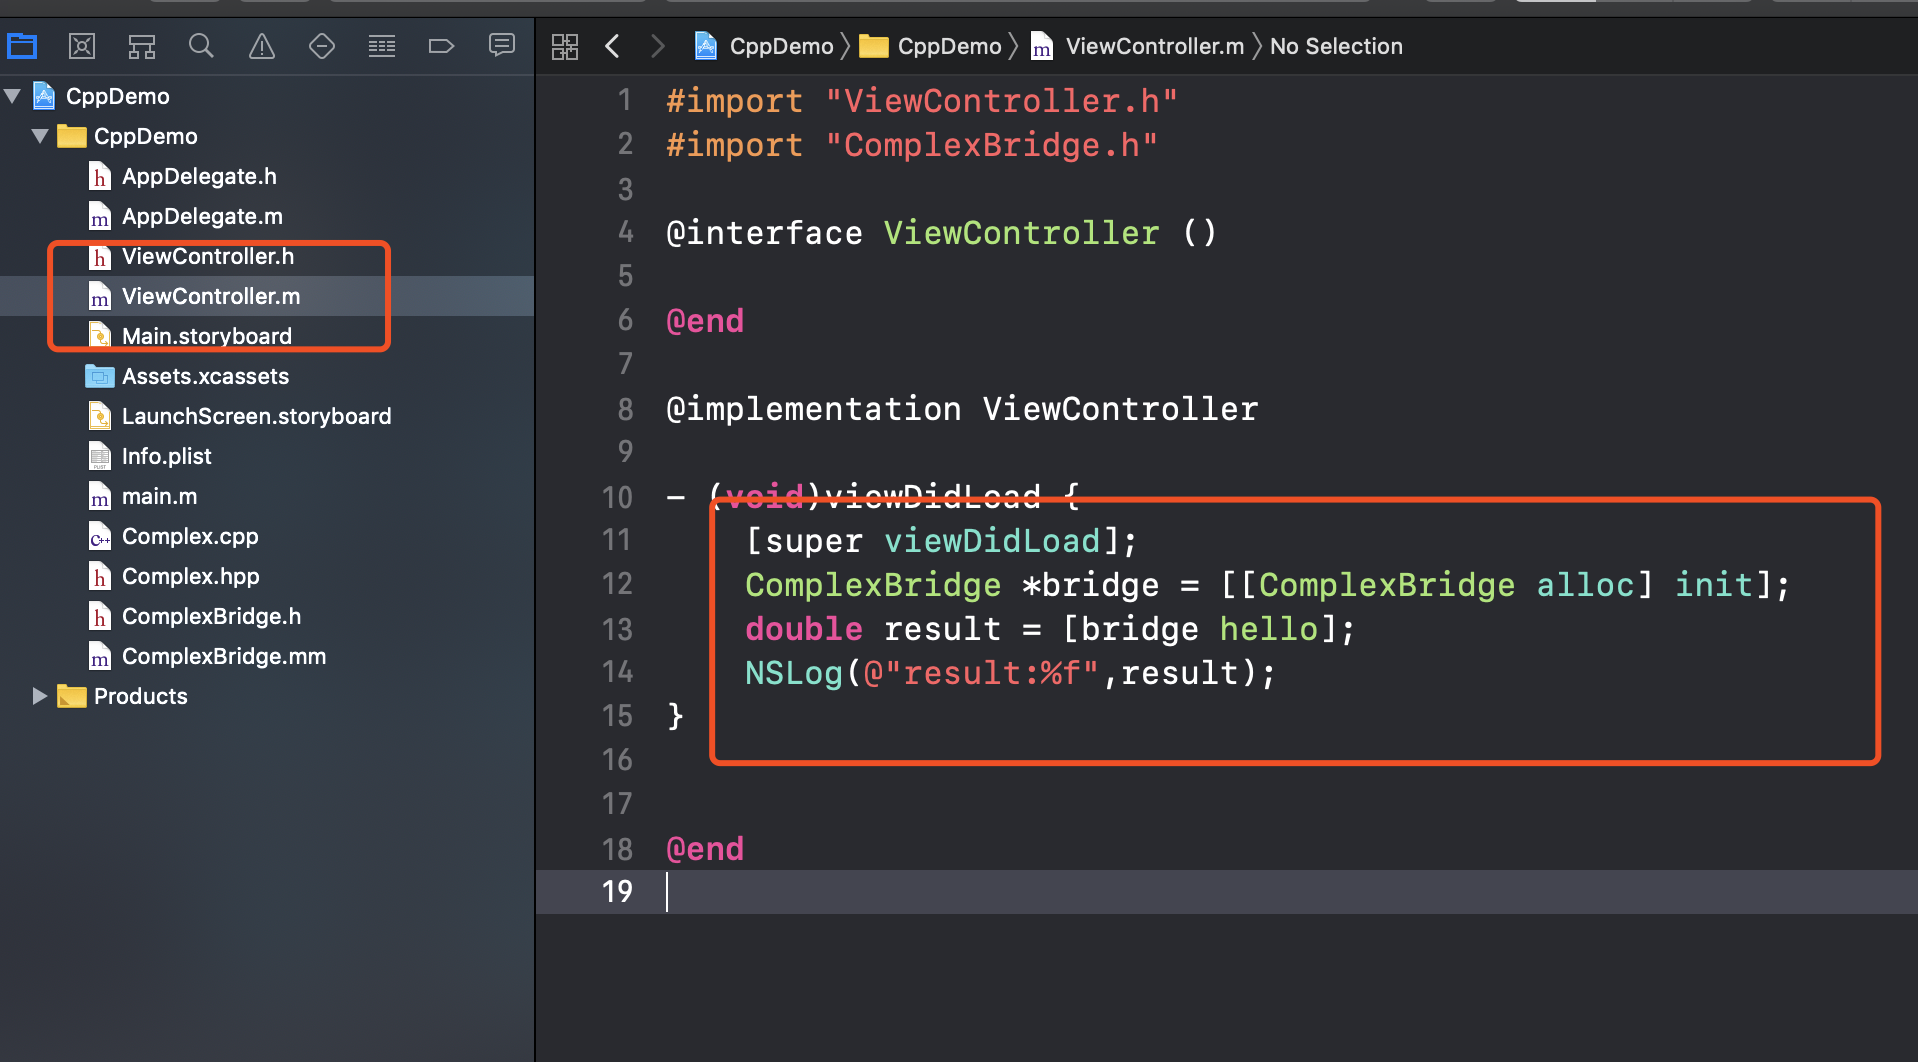 CppDemo
CppDemo
AppDelegate.h
AppDelegate.m
ViewController.h
ViewController.m
Main.storyboard
Assets.xcassets
LaunchScreen.storyboard
Info.plist
main.m
Complex.cpp
Complex.hpp
ComplexBridge.h
ComplexBridge.mm
Products
CppDemo 〉 CppDemo 〉 ViewController.m 〉 No Selection
1 #import "ViewController.h"
2 #import "ComplexBridge.h"
3
4 @interface ViewController ()
5
6 @end
7
8 @implementation ViewController
9
10 - (void)viewDidLoad {
11 [super viewDidLoad];
12 ComplexBridge *bridge = [[ComplexBridge alloc] init];
13 double result = [bridge hello];
14 NSLog(@"result:%f",result);
15 }
16
17
18 @end
19